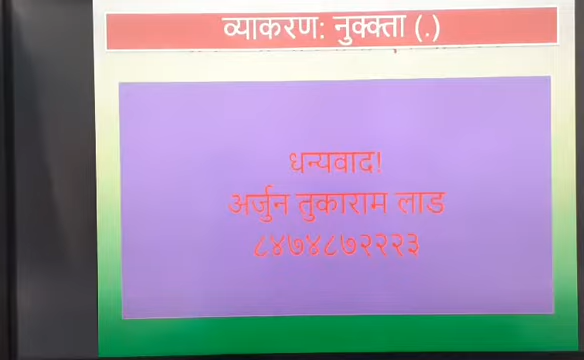 व्याकरण: नुक्क्ता (.)
धन्यवाद!
अर्जुन तुकाराम लाड
८४७४८७२२२३